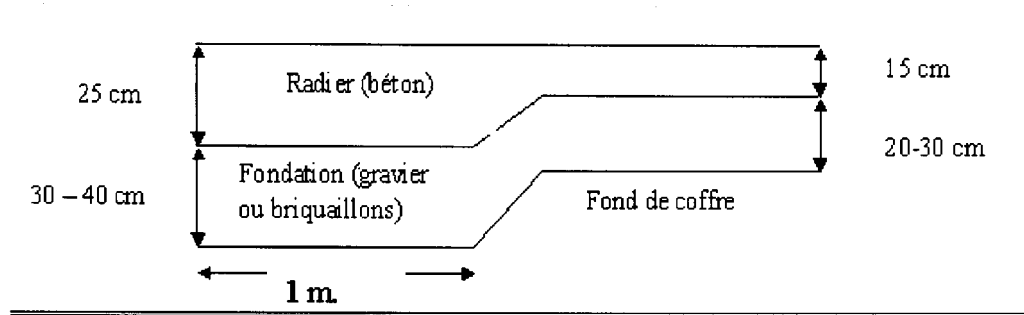 25 cm
Radier (béton)
15 cm
30 – 40 cm
Fondation (gravier
ou briquaillons)
20-30 cm
Fond de coffre
1 m.